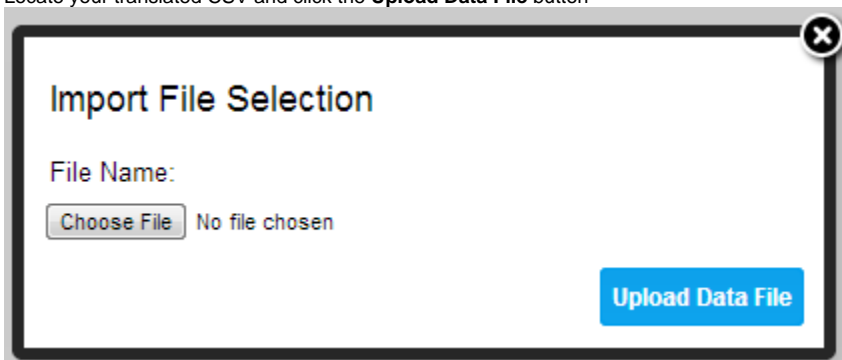 Locate your translated CSV and click the Upload Data File button
Import File Selection
File Name:
Choose File No file chosen
Upload Data File